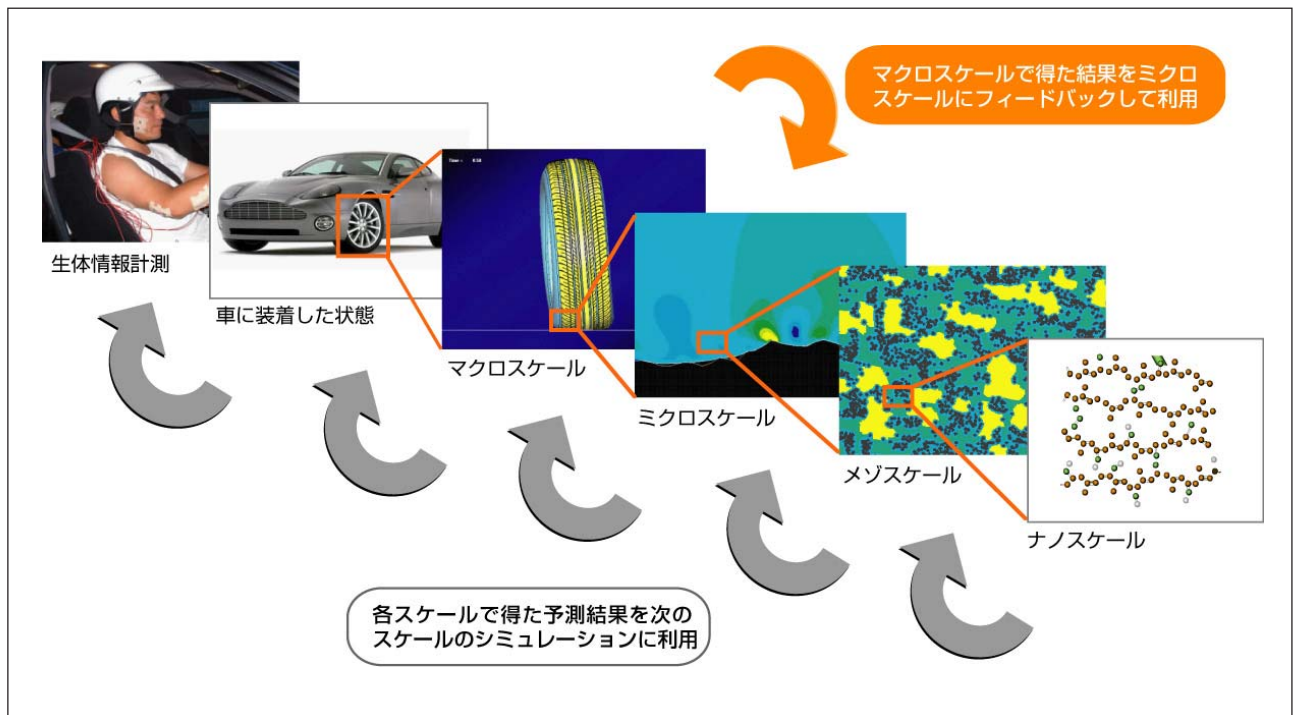 マクロスケールで得た結果をミクロ
スケールにフィードバックして利用
生体情報計測
車に装着した状態
マクロスケール
ミクロスケール
メゾスケール
ナノスケール
各スケールで得た予測結果を次の
スケールのシミュレーションに利用